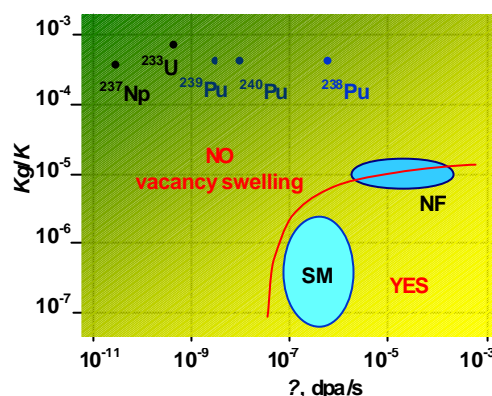 10⁻³
²³³U
²³⁷Np
²³⁹Pu
²⁴⁰Pu
²³⁸Pu
10⁻⁴
Kg/K
NO
vacancy swelling
10⁻⁵
NF
10⁻⁶
SM
YES
10⁻⁷
10⁻¹¹ 10⁻⁹ 10⁻⁷ 10⁻⁵ 10⁻³
?, dpa/s